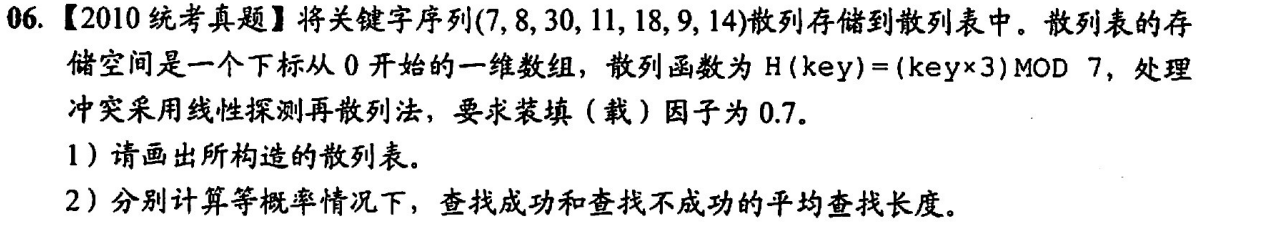 06.【2010 统考真题】将关键字序列(7, 8, 30, 11, 18, 9, 14)散列存储到散列表中。散列表的存
储空间是一个下标从 0 开始的一维数组，散列函数为 H(key)=(key×3)MOD 7，处理
冲突采用线性探测再散列法，要求装填（载）因子为 0.7。
1）请画出所构造的散列表。
2）分别计算等概率情况下，查找成功和查找不成功的平均查找长度。